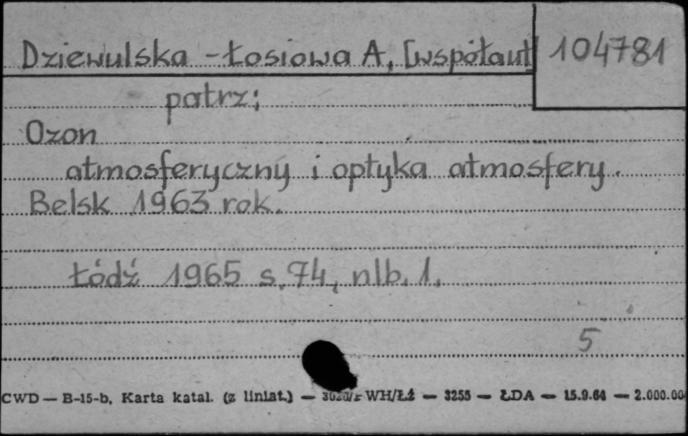 Dziewulska-Łosiowa A, [współaut 104781
patrz:
Ozon
atmosferyczny i optyka atmosfery.
Belsk 1963 rok.
Łódź 1965 s. 74, nlb. 1.
5
CWD — B-15-b, Karta katal. (z liniat.) — WH/Łź — 3255 — ŁDA — 15.9.64 — 2.000.00